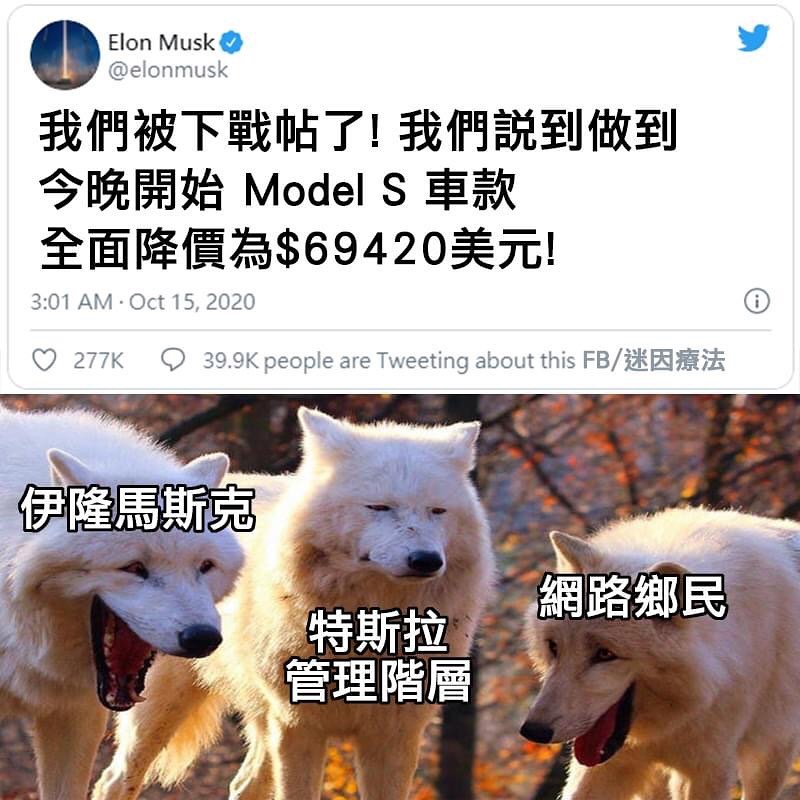 Elon Musk
@elonmusk
我們被下戰帖了! 我們説到做到
今晚開始 Model S 車款
全面降價為$69420美元!
3:01 AM · Oct 15, 2020
277K 39.9K people are Tweeting about this FB/迷因療法
伊隆馬斯克
特斯拉
管理階層
網路鄉民